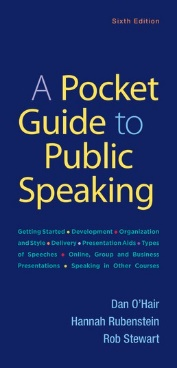 Sixth Edition
A Pocket
Guide to
Public
Speaking
Getting Started • Development • Organization
and Style • Delivery • Presentation Aids • Types
of Speeches • Online, Group and Business
Presentations • Speaking in Other Courses
Dan O'Hair
Hannah Rubenstein
Rob Stewart